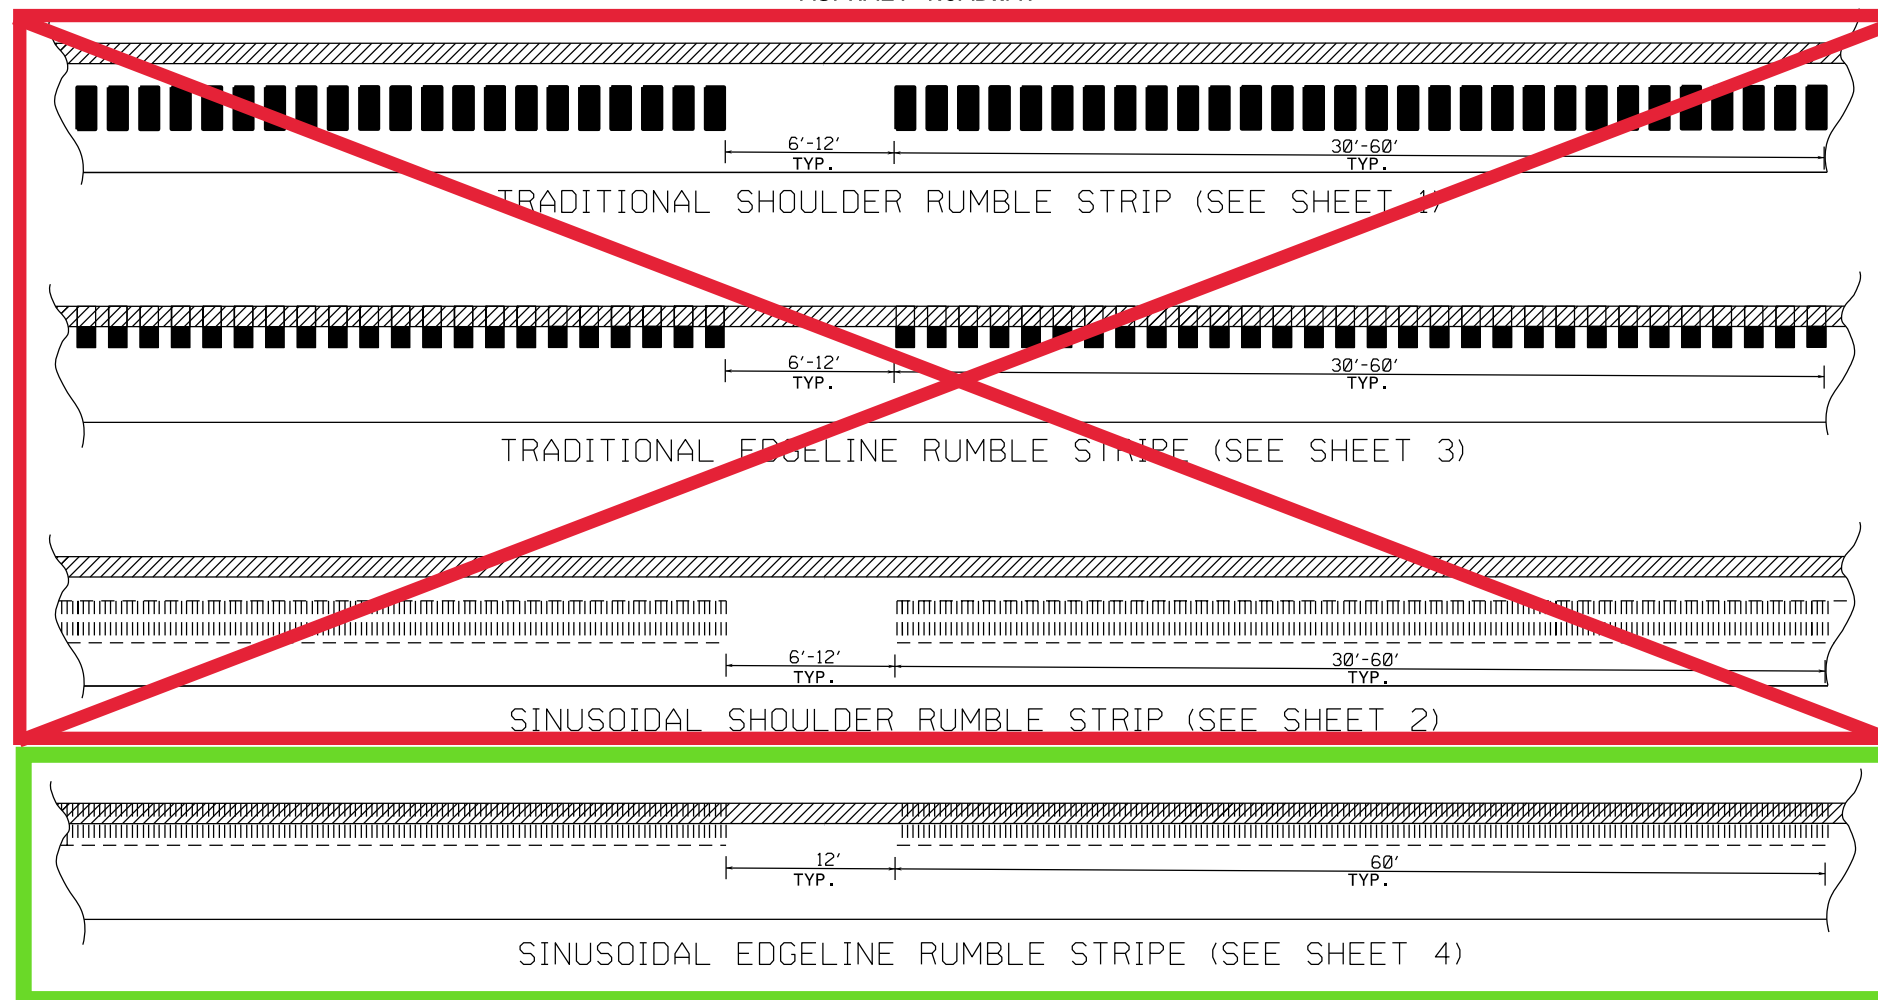 6'-12'
TYP.
30'-60'
TYP.
TRADITIONAL SHOULDER RUMBLE STRIP (SEE SHEET 1)
6'-12'
TYP.
30'-60'
TYP.
TRADITIONAL EDGELINE RUMBLE STRIPE (SEE SHEET 3)
6'-12'
TYP.
30'-60'
TYP.
SINUSOIDAL SHOULDER RUMBLE STRIP (SEE SHEET 2)
12'
TYP.
60'
TYP.
SINUSOIDAL EDGELINE RUMBLE STRIPE (SEE SHEET 4)